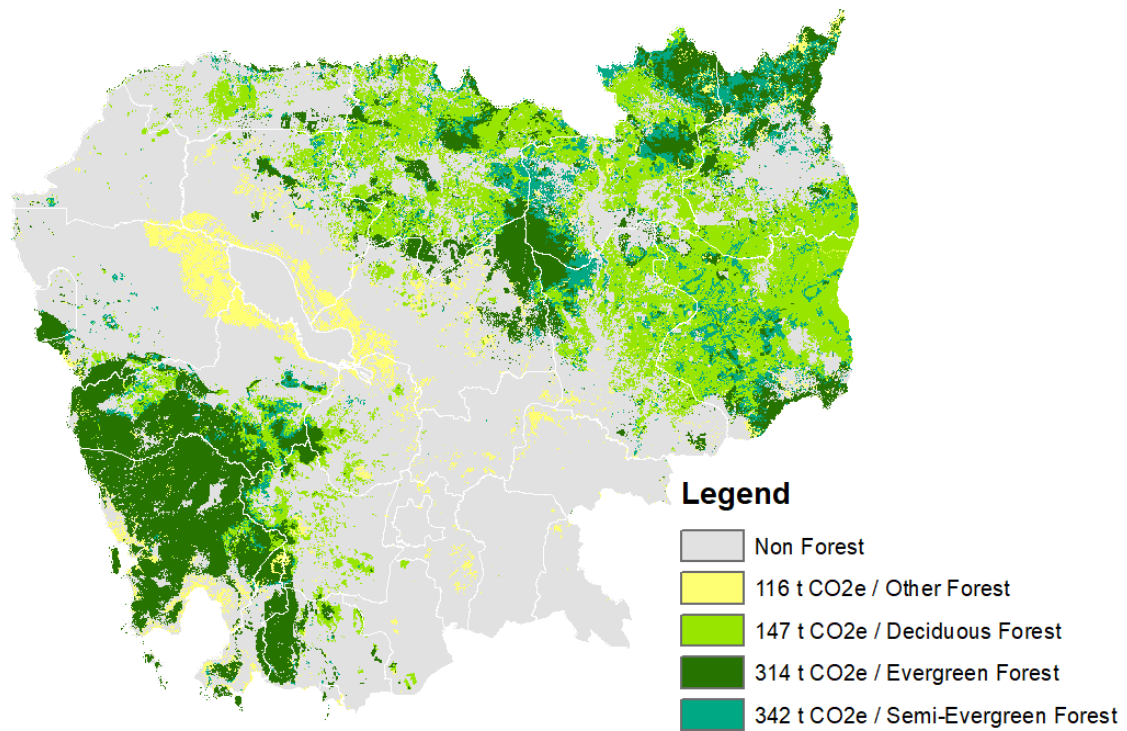 Legend
Non Forest
116 t CO2e / Other Forest
147 t CO2e / Deciduous Forest
314 t CO2e / Evergreen Forest
342 t CO2e / Semi-Evergreen Forest